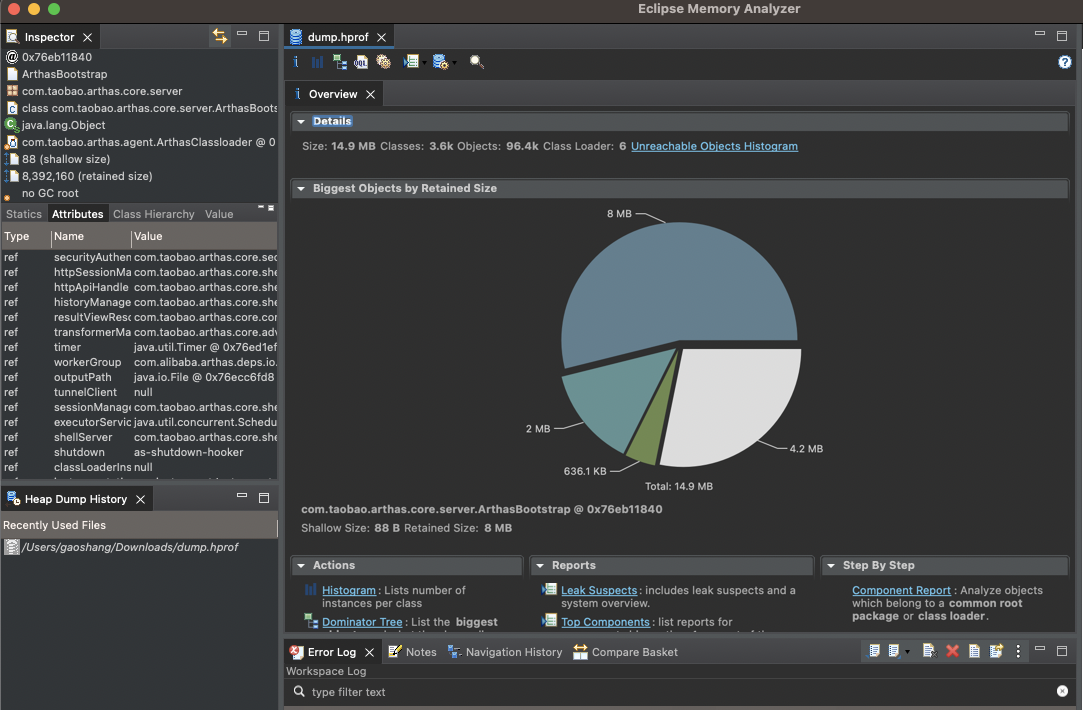 Eclipse Memory Analyzer
Inspector
@ 0x76eb11840
ArthasBootstrap
com.taobao.arthas.core.server
class com.taobao.arthas.core.server.ArthasBoots
java.lang.Object
com.taobao.arthas.agent.ArthasClassloader @ 0
88 (shallow size)
8,392,160 (retained size)
no GC root
Statics Attributes Class Hierarchy Value
Type Name Value
ref securityAuthen com.taobao.arthas.core.sec
ref httpSessionMa com.taobao.arthas.core.she
ref httpApiHandle com.taobao.arthas.core.she
ref historyManage com.taobao.arthas.core.she
ref resultViewReso com.taobao.arthas.core.con
ref transformerMa com.taobao.arthas.core.adv
ref timer java.util.Timer @ 0x76ed1ef
ref workerGroup com.alibaba.arthas.deps.io.
ref outputPath java.io.File @ 0x76ecc6fd8
ref tunnelClient null
ref sessionManage com.taobao.arthas.core.she
ref executorServic java.util.concurrent.Schedu
ref shellServer com.taobao.arthas.core.she
ref shutdown as-shutdown-hooker
ref classLoaderIns null
Heap Dump History
Recently Used Files
/Users/gaoshang/Downloads/dump.hprof
dump.hprof
i OQL
i Overview
Details
Size: 14.9 MB Classes: 3.6k Objects: 96.4k Class Loader: 6 Unreachable Objects Histogram
Biggest Objects by Retained Size
8 MB
2 MB
4.2 MB
636.1 KB
Total: 14.9 MB
com.taobao.arthas.core.server.ArthasBootstrap @ 0x76eb11840
Shallow Size: 88 B Retained Size: 8 MB
Actions
Histogram: Lists number of
instances per class
Dominator Tree: List the biggest
Reports
Leak Suspects: includes leak suspects and a
system overview.
Top Components: list reports for
Step By Step
Component Report: Analyze objects
which belong to a common root
package or class loader.
Error Log Notes Navigation History Compare Basket
Workspace Log
type filter text